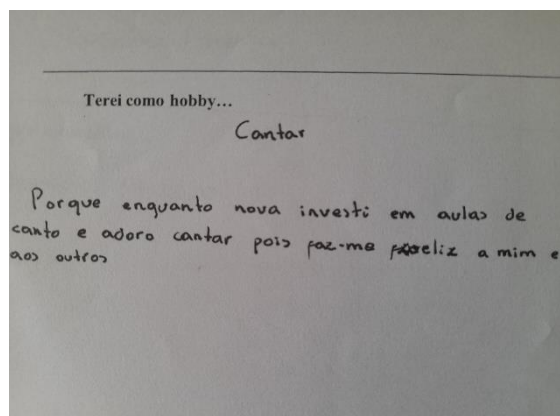 Terei como hobby...
Cantar
Porque enquanto nova investi em aulas de
canto e adoro cantar pois faz-me feliz a mim e
aos outros